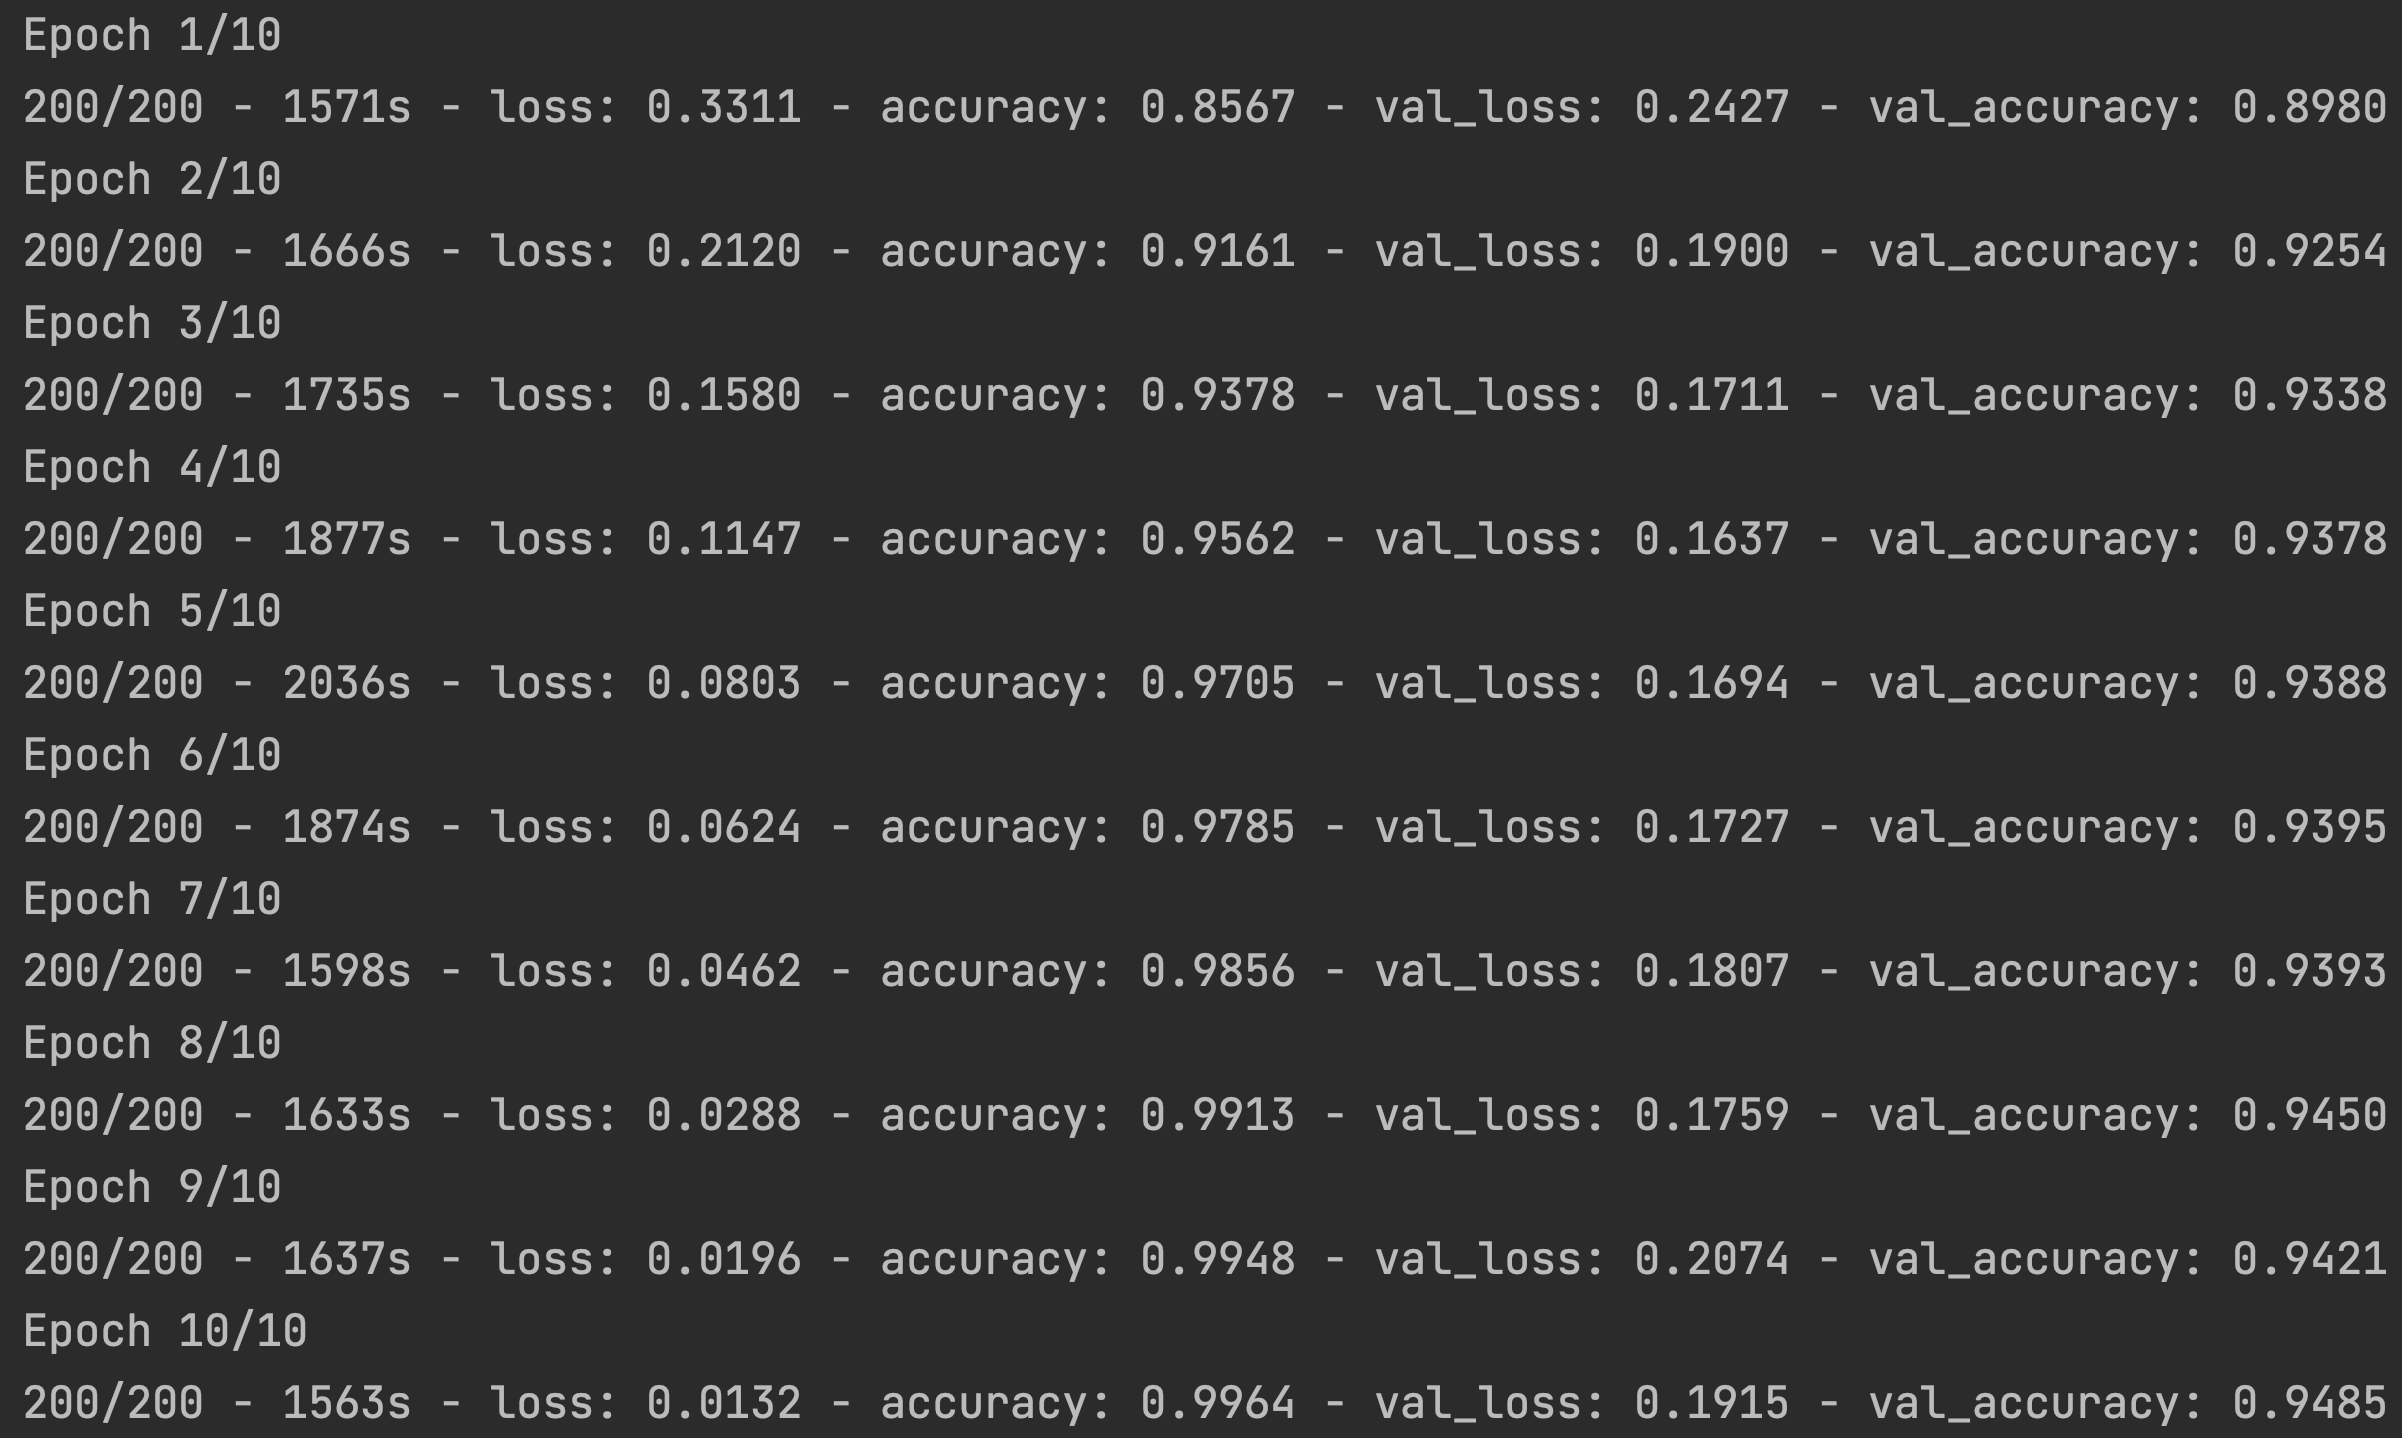 Epoch 1/10
200/200 - 1571s - loss: 0.3311 - accuracy: 0.8567 - val_loss: 0.2427 - val_accuracy: 0.8980
Epoch 2/10
200/200 - 1666s - loss: 0.2120 - accuracy: 0.9161 - val_loss: 0.1900 - val_accuracy: 0.9254
Epoch 3/10
200/200 - 1735s - loss: 0.1580 - accuracy: 0.9378 - val_loss: 0.1711 - val_accuracy: 0.9338
Epoch 4/10
200/200 - 1877s - loss: 0.1147 - accuracy: 0.9562 - val_loss: 0.1637 - val_accuracy: 0.9378
Epoch 5/10
200/200 - 2036s - loss: 0.0803 - accuracy: 0.9705 - val_loss: 0.1694 - val_accuracy: 0.9388
Epoch 6/10
200/200 - 1874s - loss: 0.0624 - accuracy: 0.9785 - val_loss: 0.1727 - val_accuracy: 0.9395
Epoch 7/10
200/200 - 1598s - loss: 0.0462 - accuracy: 0.9856 - val_loss: 0.1807 - val_accuracy: 0.9393
Epoch 8/10
200/200 - 1633s - loss: 0.0288 - accuracy: 0.9913 - val_loss: 0.1759 - val_accuracy: 0.9450
Epoch 9/10
200/200 - 1637s - loss: 0.0196 - accuracy: 0.9948 - val_loss: 0.2074 - val_accuracy: 0.9421
Epoch 10/10
200/200 - 1563s - loss: 0.0132 - accuracy: 0.9964 - val_loss: 0.1915 - val_accuracy: 0.9485